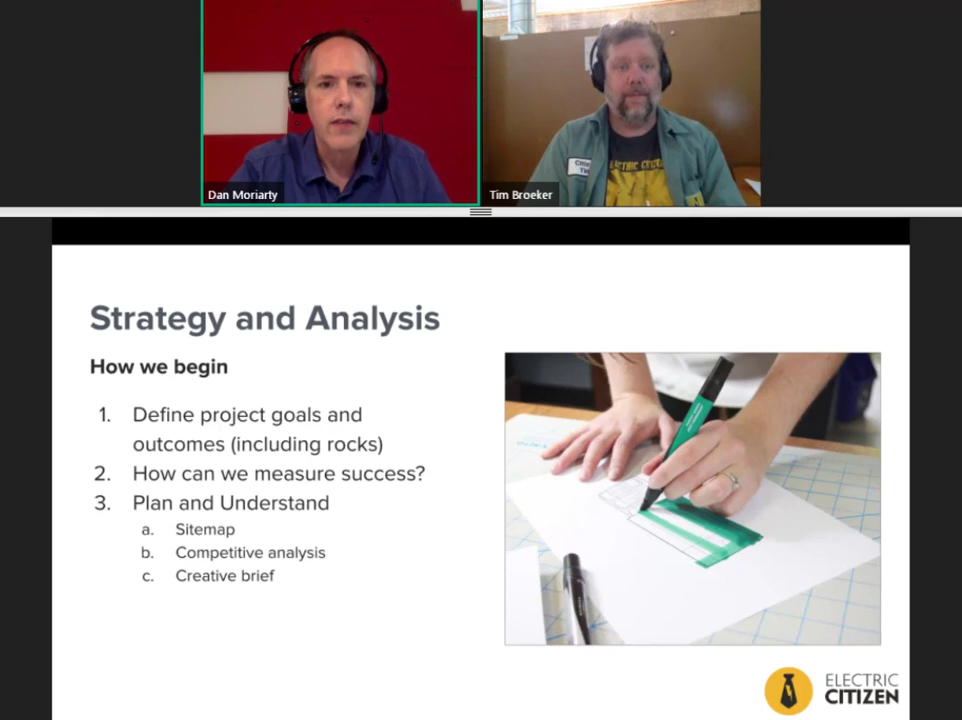 Dan Moriarty
Tim Broeker
ELECTRIC
Strategy and Analysis
How we begin
1. Define project goals and
outcomes (including rocks)
2. How can we measure success?
3. Plan and Understand
a. Sitemap
b. Competitive analysis
c. Creative brief
ELECTRIC
CITIZEN